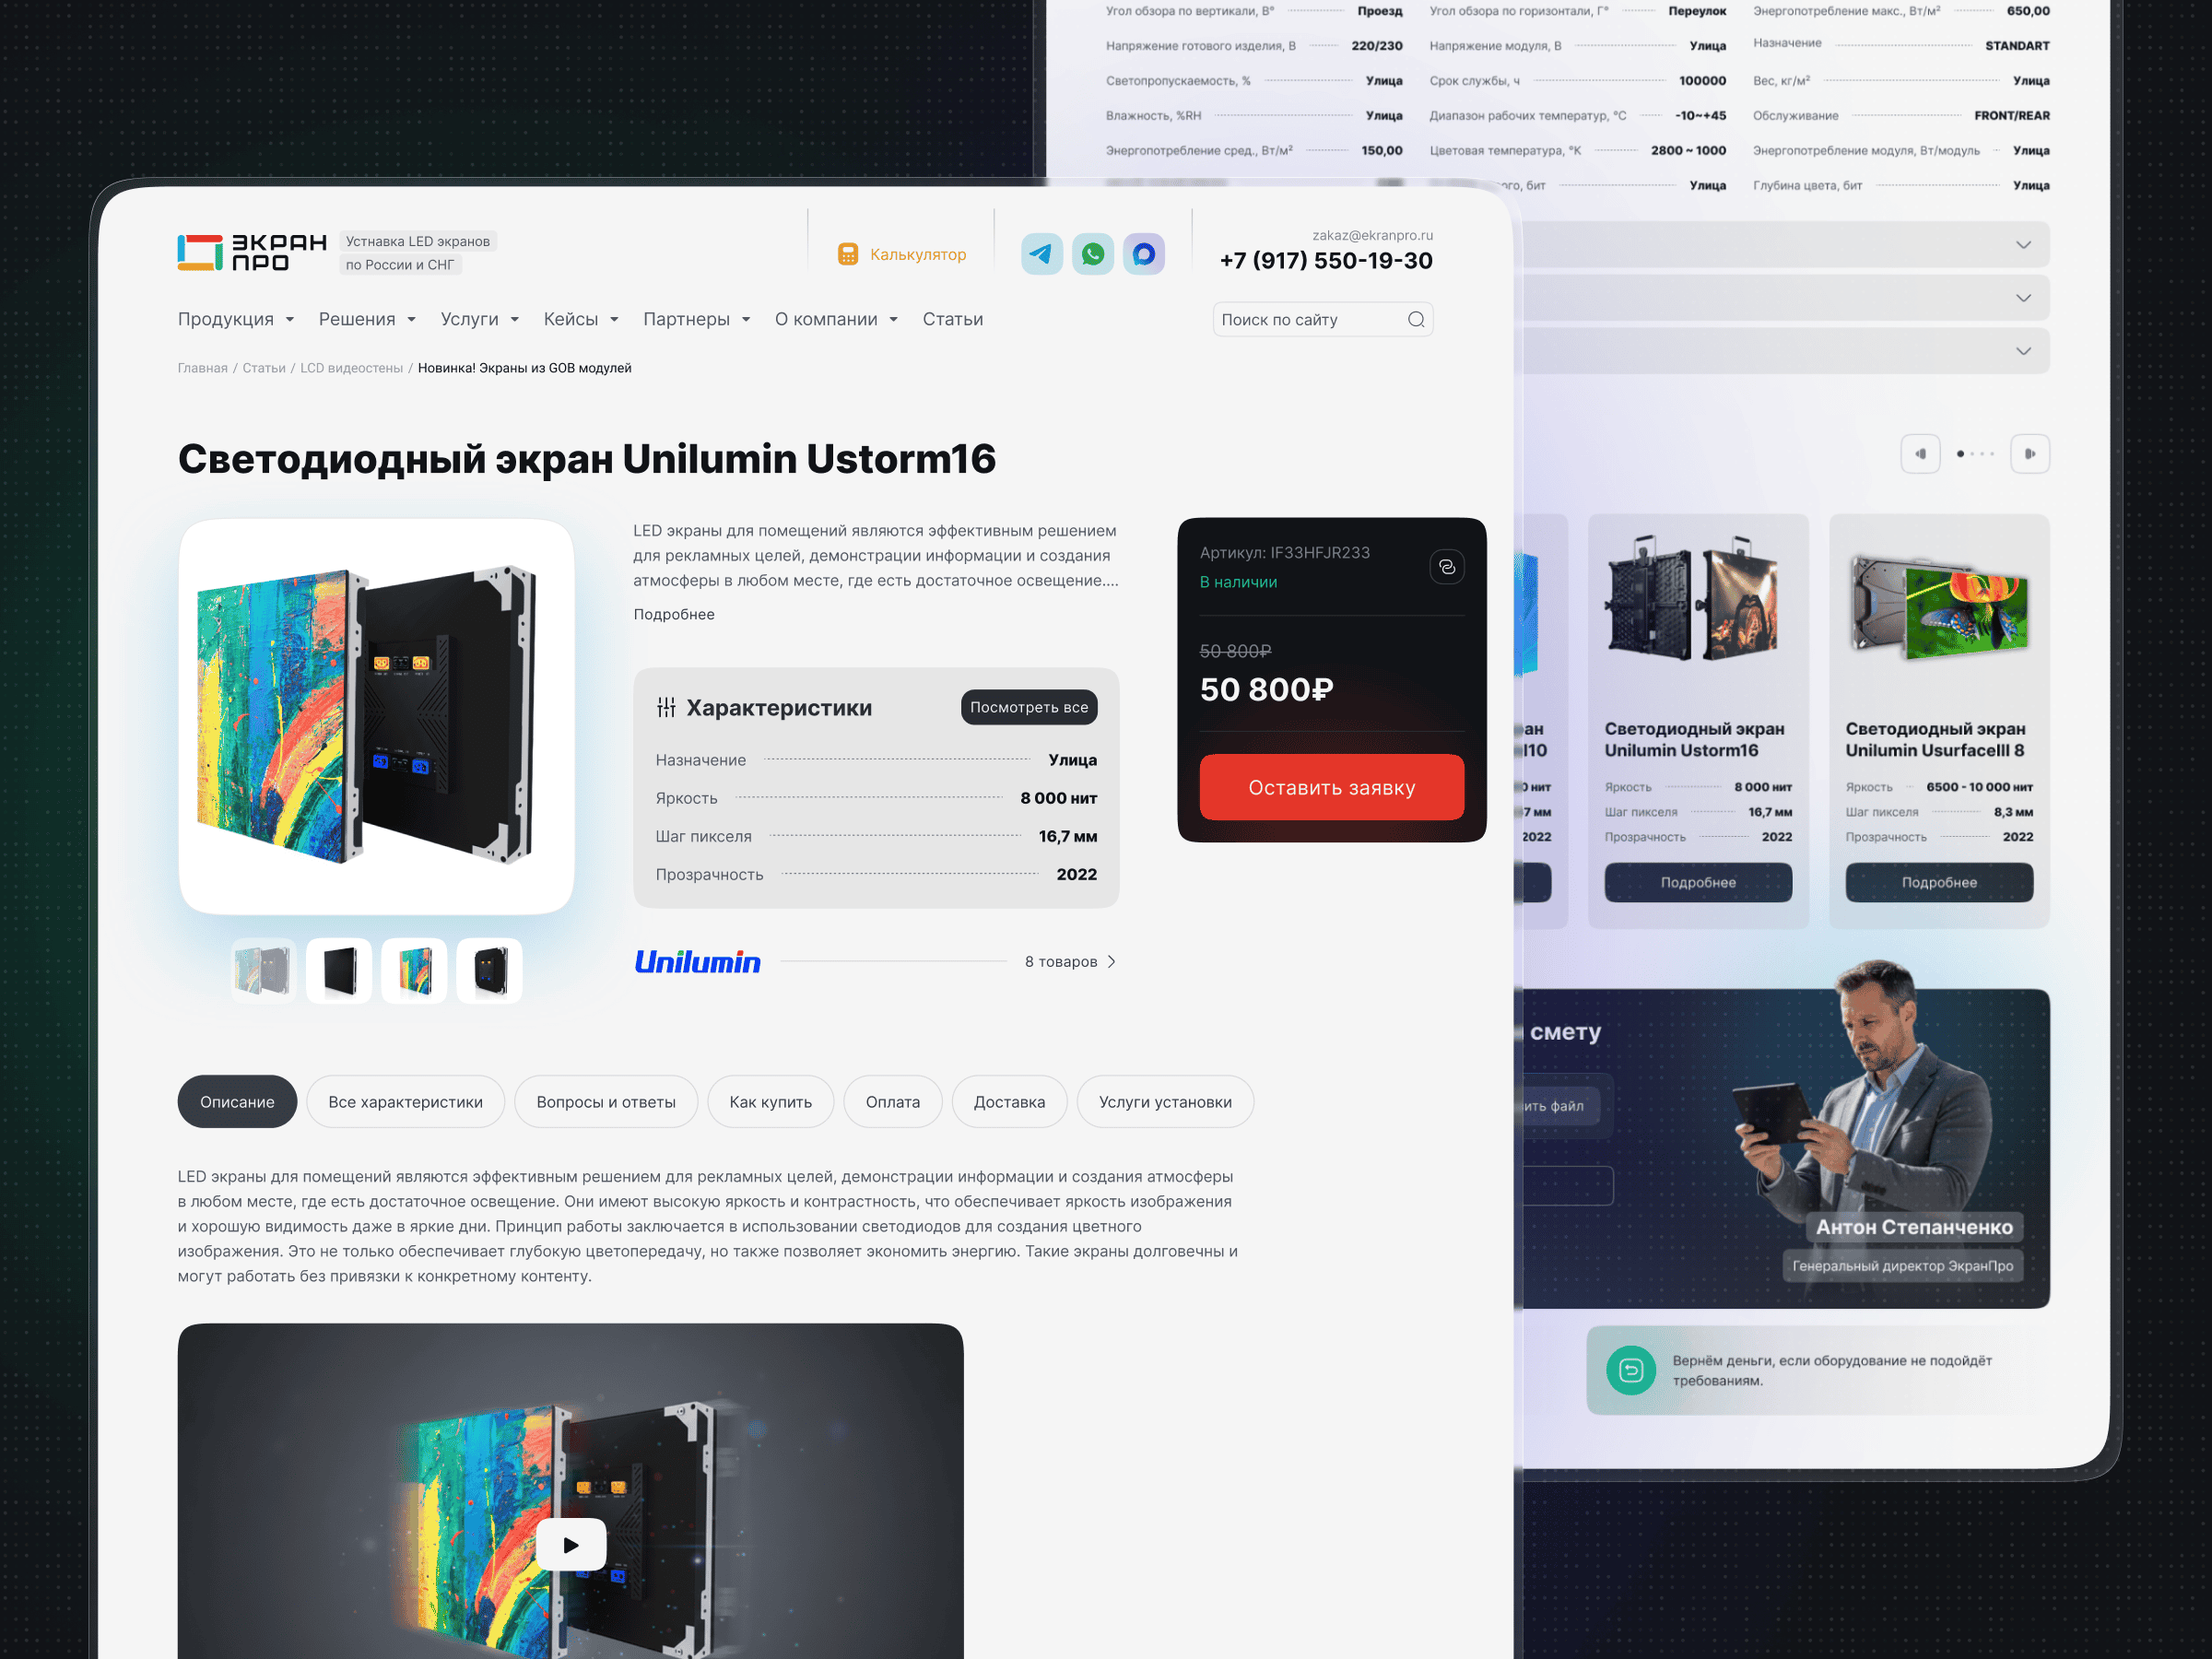 Угол обзора по вертикали, В° Проезд
Угол обзора по горизонтали, Г° Переулок
Энергопотребление макс., Вт/м² 650,00
Напряжение готового изделия, В 220/230
Напряжение модуля, В Улица
Назначение STANDART
Светопропускаемость, % Улица
Срок службы, ч 100000
Вес, кг/м² Улица
Влажность, %RH Улица
Диапазон рабочих температур, °C -10~+45
Обслуживание FRONT/REAR
Энергопотребление сред., Вт/м² 150,00
Цветовая температура, °K 2800 ~ 1000
Энергопотребление модуля, Вт/модуль Улица
бит Улица
Глубина цвета, бит Улица
ЭКРАН
ПРО
Устнавка LED экранов
по России и СНГ
Калькулятор
zakaz@ekranpro.ru
+7 (917) 550-19-30
Продукция Решения Услуги Кейсы Партнеры О компании Статьи
Поиск по сайту
Главная / Статьи / LCD видеостены / Новинка! Экраны из GOB модулей
Светодиодный экран Unilumin Ustorm16
LED экраны для помещений являются эффективным решением
для рекламных целей, демонстрации информации и создания
атмосферы в любом месте, где есть достаточное освещение....
Подробнее
Характеристики
Посмотреть все
Назначение Улица
Яркость 8 000 нит
Шаг пикселя 16,7 мм
Прозрачность 2022
Unilumin
8 товаров
Артикул: IF33HFJR233
В наличии
50 800₽
50 800₽
Оставить заявку
Описание
Все характеристики
Вопросы и ответы
Как купить
Оплата
Доставка
Услуги установки
LED экраны для помещений являются эффективным решением для рекламных целей, демонстрации информации и создания атмосферы
в любом месте, где есть достаточное освещение. Они имеют высокую яркость и контрастность, что обеспечивает яркость изображения
и хорошую видимость даже в яркие дни. Принцип работы заключается в использовании светодиодов для создания цветного
изображения. Это не только обеспечивает глубокую цветопередачу, но также позволяет экономить энергию. Такие экраны долговечны и
могут работать без привязки к конкретному контенту.
2022
Светодиодный экран
Unilumin Ustorm16
Яркость 8 000 нит
Шаг пикселя 16,7 мм
Прозрачность 2022
Подробнее
Светодиодный экран
Unilumin UsurfaceIII 8
Яркость 6500 - 10 000 нит
Шаг пикселя 8,3 мм
Прозрачность 2022
Подробнее
смету
файл
Антон Степанченко
Генеральный директор ЭкранПро
Вернём деньги, если оборудование не подойдёт
требованиям.